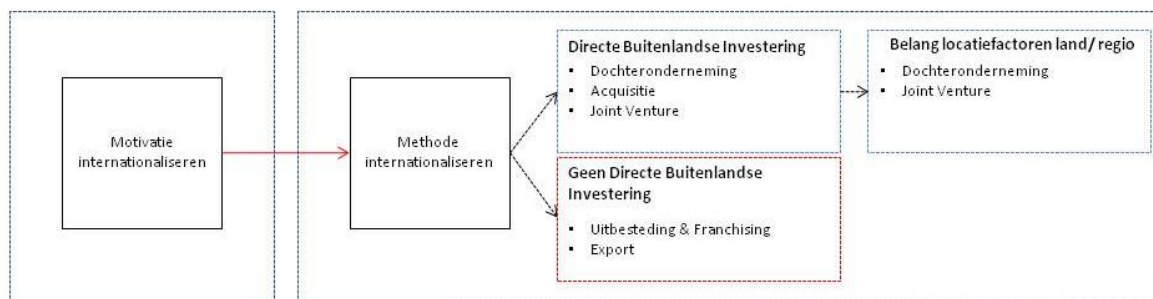 Motivatie
internationaliseren
Methode
internationaliseren
Directe Buitenlandse Investering
▪ Dochteronderneming
▪ Acquisitie
▪ Joint Venture
Geen Directe Buitenlandse
Investering
▪ Uitbesteding & Franchising
▪ Export
Belang locatiefactoren land/ regio
▪ Dochteronderneming
▪ Joint Venture